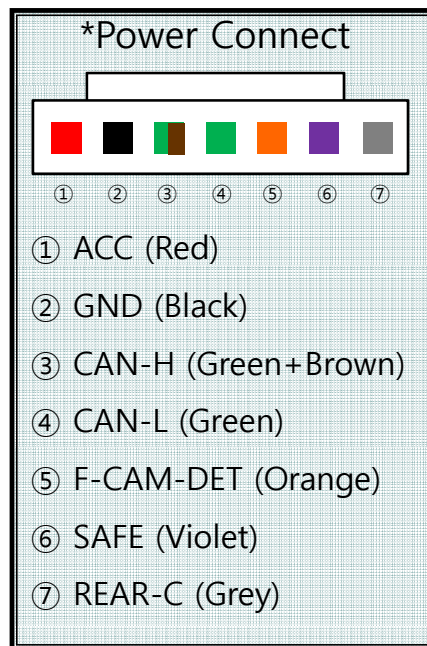 *Power Connect
① ② ③ ④ ⑤ ⑥ ⑦
① ACC (Red)
② GND (Black)
③ CAN-H (Green+Brown)
④ CAN-L (Green)
⑤ F-CAM-DET (Orange)
⑥ SAFE (Violet)
⑦ REAR-C (Grey)